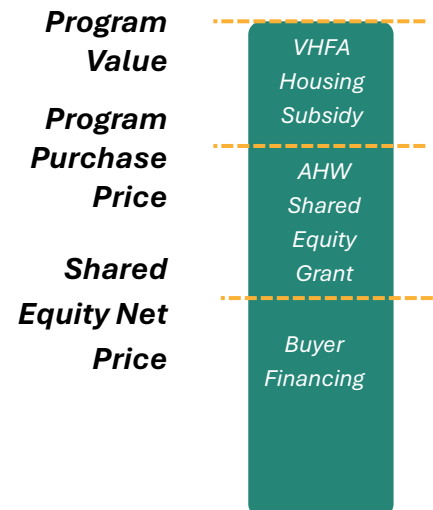 Program
Value
Program
Purchase
Price
Shared
Equity Net
Price
VHFA
Housing
Subsidy
AHW
Shared
Equity
Grant
Buyer
Financing